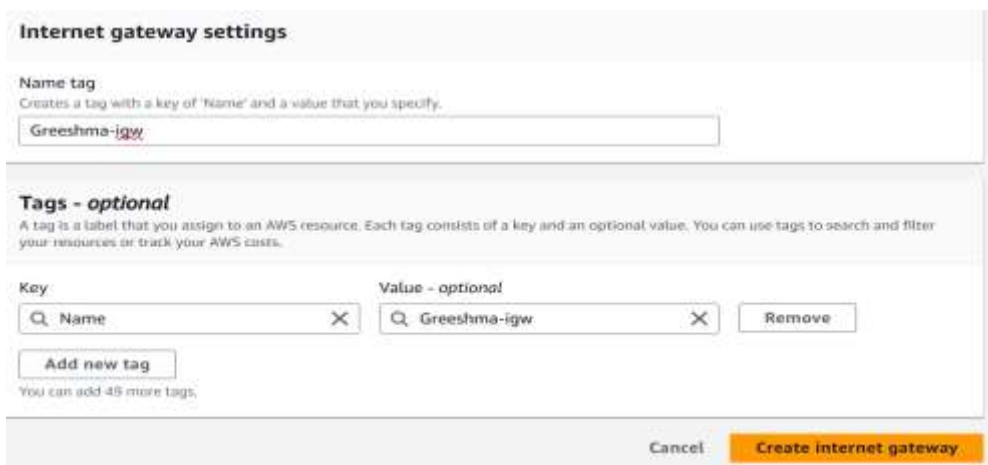 Internet gateway settings
Name tag
Creates a tag with a key of 'Name' and a value that you specify.
Greeshma-igw
Tags - optional
A tag is a label that you assign to an AWS resource. Each tag consists of a key and an optional value. You can use tags to search and filter
your resources or track your AWS costs.
Key Value - optional
Name Greeshma-igw Remove
Add new tag
You can add 49 more tags.
Cancel Create internet gateway